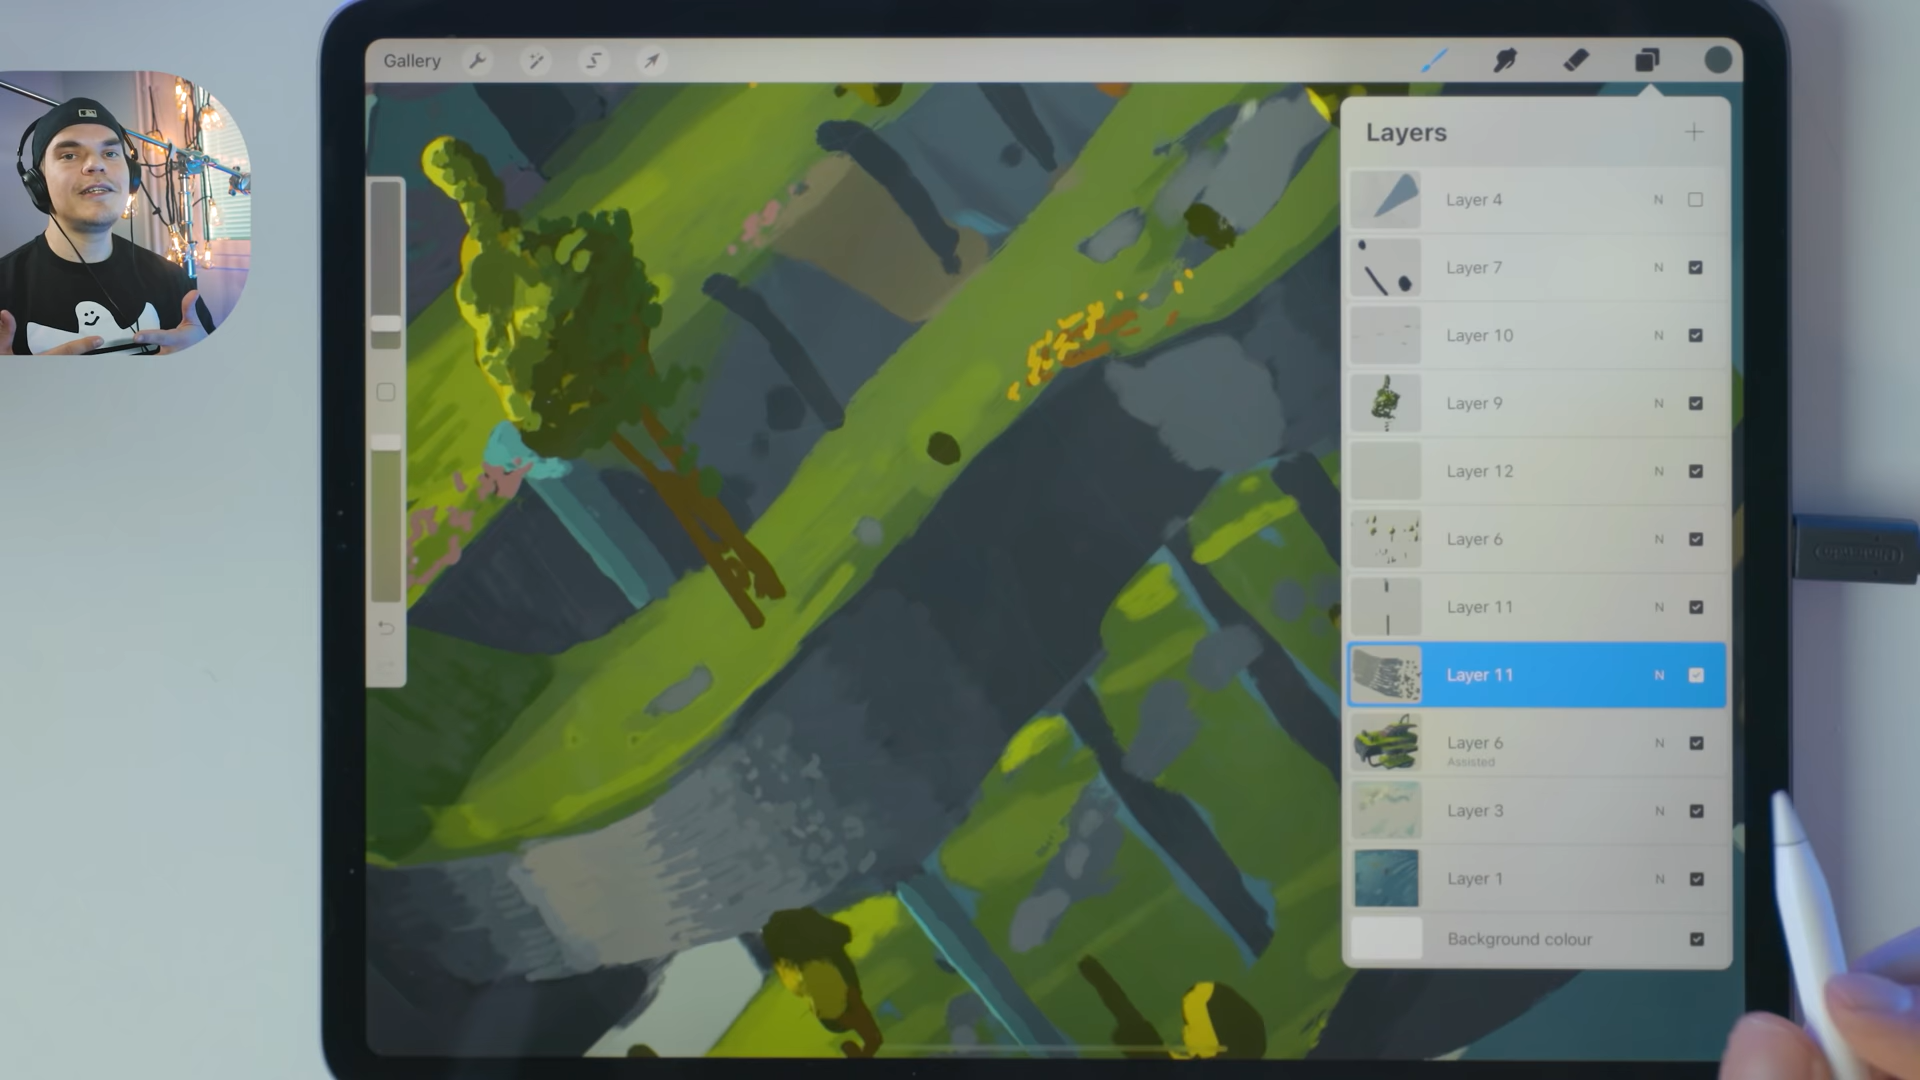 Gallery
Layers
Layer 4 N
Layer 7 N
Layer 10 N
Layer 9 N
Layer 12 N
Layer 6 N
Layer 11 N
Layer 11 N
Layer 6 N
Assisted
Layer 3 N
Layer 1 N
Background colour